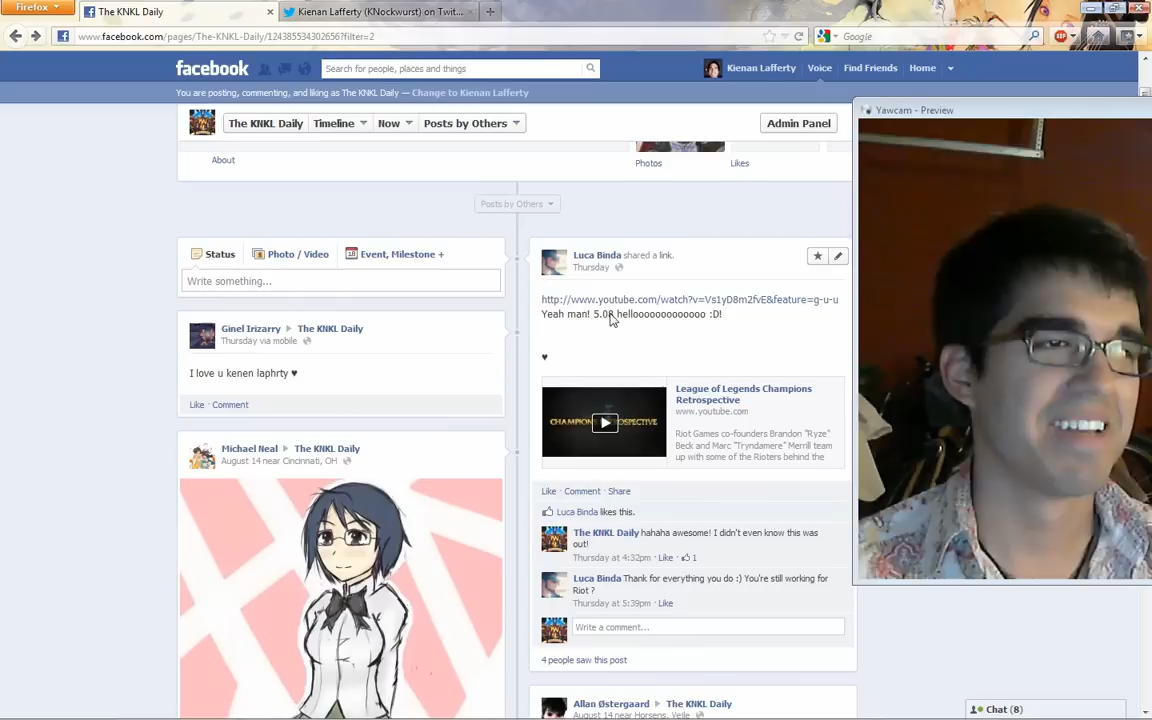 Firefox
The KNKL Daily
Kienan Lafferty (KNockwurst) on Twit...
www.facebook.com/pages/The-KNKL-Daily/124385534302656?filter=2
Google
facebook
Search for people, places and things
Kienan Lafferty
Voice
Find Friends
Home
You are posting, commenting, and liking as The KNKL Daily — Change to Kienan Lafferty
Yawcam - Preview
The KNKL Daily
Timeline
Now
Posts by Others
Admin Panel
About
Photos
Likes
Posts by Others
Status
Photo / Video
Event, Milestone +
Write something...
Ginel Irizarry
The KNKL Daily
Thursday via mobile
I love u kenen laphrty ♥
Like · Comment
Michael Neal
The KNKL Daily
August 14 near Cincinnati, OH
Luca Binda shared a link.
Thursday
http://www.youtube.com/watch?v=Vs1yD8m2fvE&feature=g-u-u
Yeah man! 5.08 hellooooooooooooo :D!
♥
CHAMPIONS
League of Legends Champions
Retrospective
www.youtube.com
Riot Games co-founders Brandon "Ryze"
Beck and Marc "Tryndamere" Merrill team
up with some of the Rioters behind the
Like · Comment · Share
Luca Binda likes this.
The KNKL Daily hahaha awesome! I didn't even know this was
out!
Thursday at 4:32pm · Like · 1
Luca Binda Thank for everything you do :) You're still working for
Riot ?
Thursday at 5:39pm · Like
Write a comment...
4 people saw this post
Allan Østergaard
The KNKL Daily
August 14 near Horsens, Vejle
Chat (8)